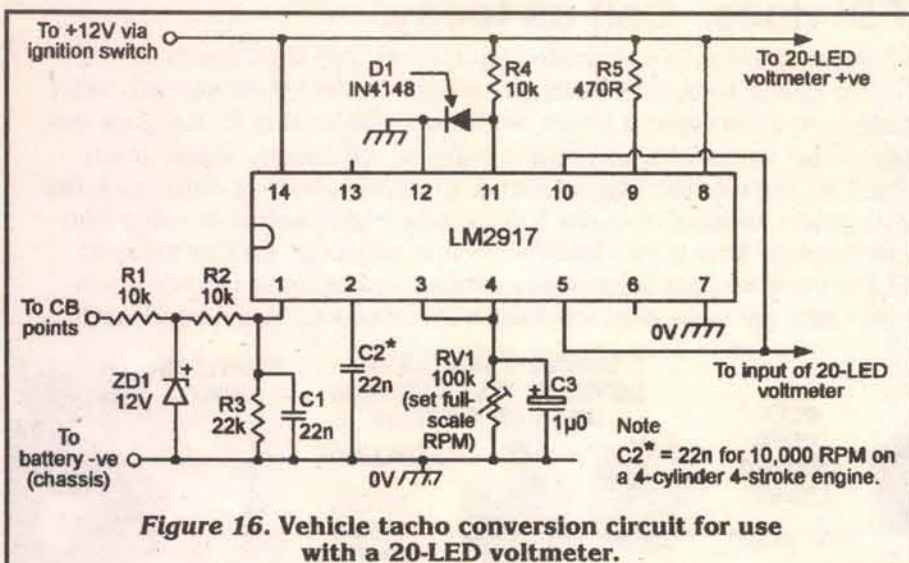 To +12V via
ignition switch
D1
IN4148
R4
10k
R5
470R
To 20-LED
voltmeter +ve
14 13 12 11 10 9 8
LM2917
1 2 3 4 5 6 7
R1
10k
R2
10k
To CB
points
ZD1
12V
+
R3
22k
C1
22n
C2*
22n
RV1
100k
(set full-
scale
RPM)
+
C3
1µ0
0V
To input of 20-LED
voltmeter
To
battery -ve
(chassis)
0V
Note
C2* = 22n for 10,000 RPM on
a 4-cylinder 4-stroke engine.
Figure 16. Vehicle tacho conversion circuit for use
with a 20-LED voltmeter.